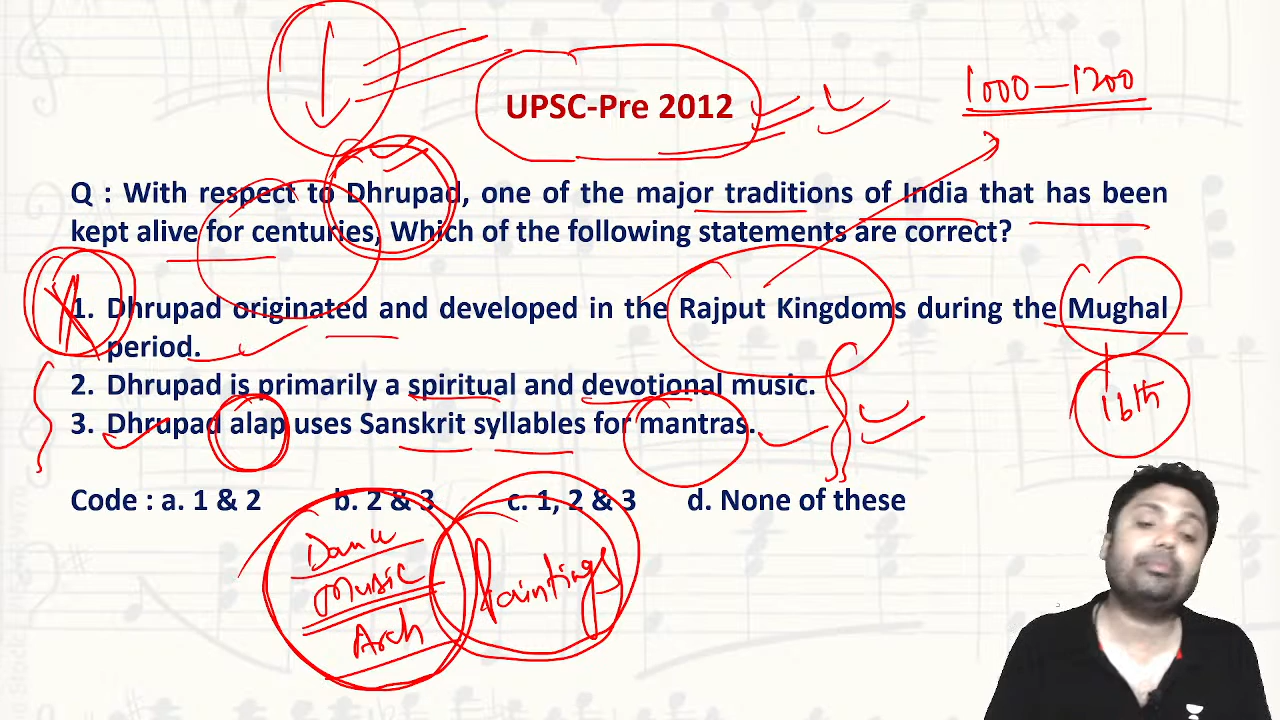 1000-1200
UPSC-Pre 2012
Q : With respect to Dhrupad, one of the major traditions of India that has been
kept alive for centuries, Which of the following statements are correct?
1. Dhrupad originated and developed in the Rajput Kingdoms during the Mughal
period.
2. Dhrupad is primarily a spiritual and devotional music.
3. Dhrupad alap uses Sanskrit syllables for mantras.
16th
Code : a. 1 & 2 b. 2 & 3 c. 1, 2 & 3 d. None of these
Dance
Music
Arch
Paintings